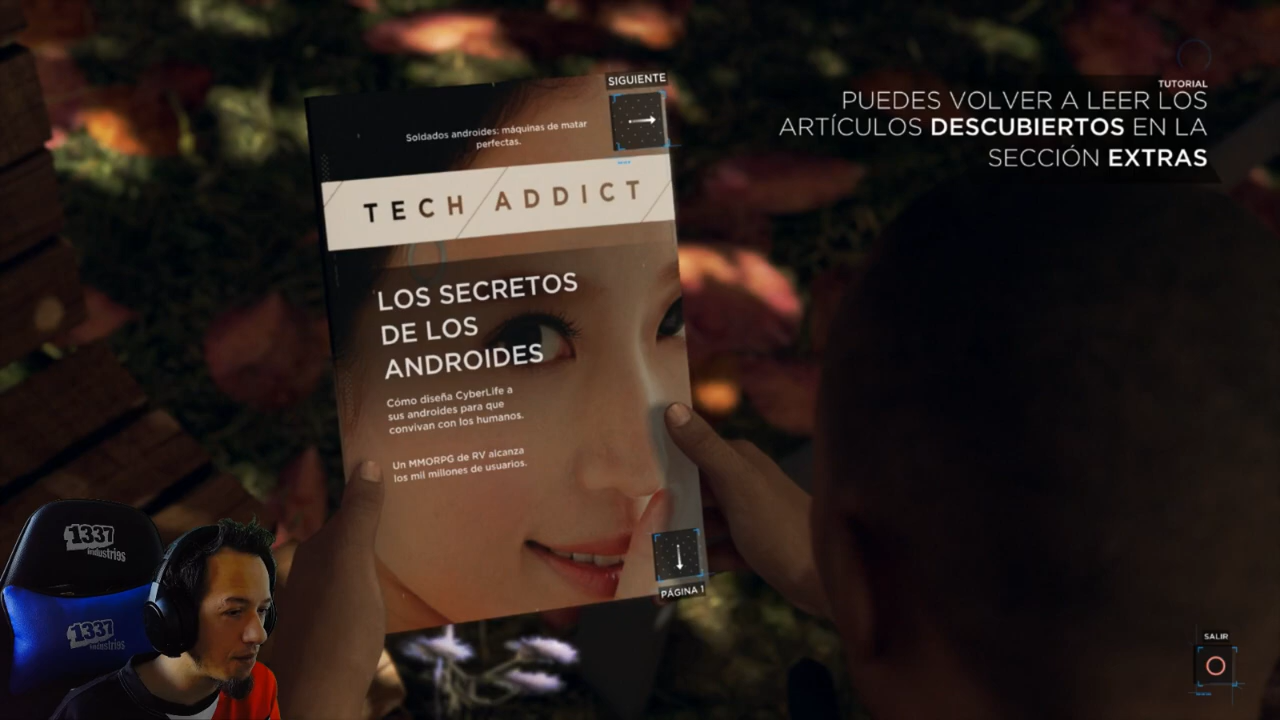 SIGUIENTE
Soldados androides: máquinas de matar
perfectas.
TECH ADDICT
LOS SECRETOS
DE LOS
ANDROIDES
Cómo diseña CyberLife a
sus androides para que
convivan con los humanos.
Un MMORPG de RV alcanza
los mil millones de usuarios.
PÁGINA 1
TUTORIAL
PUEDES VOLVER A LEER LOS
ARTÍCULOS DESCUBIERTOS EN LA
SECCIÓN EXTRAS
SALIR
1337
industries
1337
industries